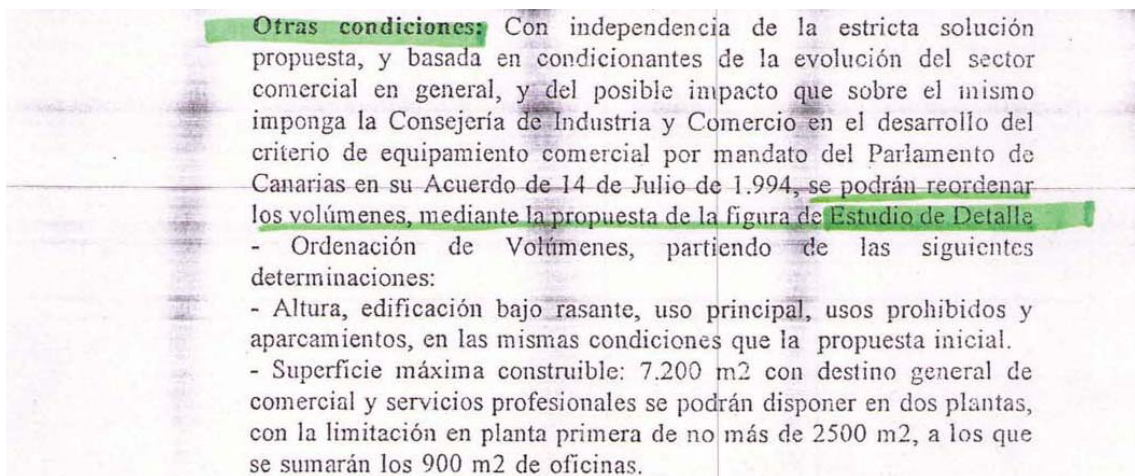 Otras condiciones: Con independencia de la estricta solución
propuesta, y basada en condicionantes de la evolución del sector
comercial en general, y del posible impacto que sobre el mismo
imponga la Consejería de Industria y Comercio en el desarrollo del
criterio de equipamiento comercial por mandato del Parlamento de
Canarias en su Acuerdo de 14 de Julio de 1.994, se podrán reordenar
los volúmenes, mediante la propuesta de la figura de Estudio de Detalle
- Ordenación de Volúmenes, partiendo de las siguientes
determinaciones:
- Altura, edificación bajo rasante, uso principal, usos prohibidos y
aparcamientos, en las mismas condiciones que la propuesta inicial.
- Superficie máxima construible: 7.200 m2 con destino general de
comercial y servicios profesionales se podrán disponer en dos plantas,
con la limitación en planta primera de no más de 2500 m2, a los que
se sumarán los 900 m2 de oficinas.